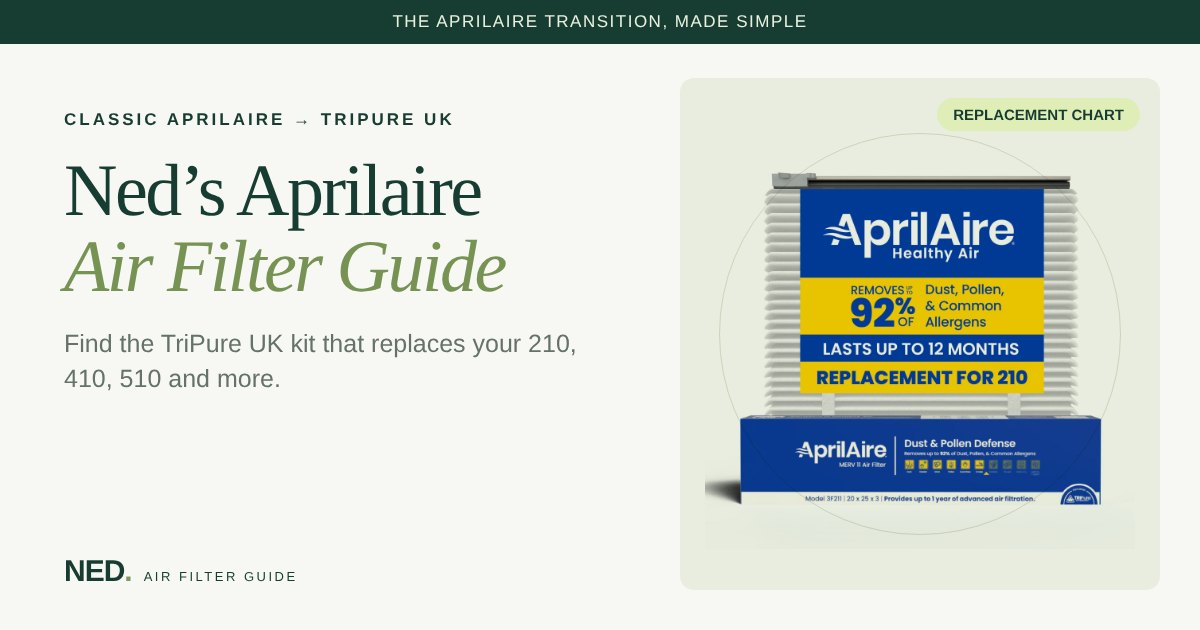 THE APRILAIRE TRANSITION, MADE SIMPLE
CLASSIC APRILAIRE → TRIPURE UK
Ned’s Aprilaire
Air Filter Guide
Find the TriPure UK kit that replaces your 210,
410, 510 and more.
NED. AIR FILTER GUIDE
REPLACEMENT CHART
AprilAire
Healthy Air
REMOVES UP TO 92% OF Dust, Pollen, & Common Allergens
LASTS UP TO 12 MONTHS
REPLACEMENT FOR 210
AprilAire
MERV 11 Air Filter
Dust & Pollen Defense
Removes up to 92% of Dust, Pollen, & Common Allergens
Model 3F211 | 20 x 25 x 3 | Provides up to 1 year of advanced air filtration.